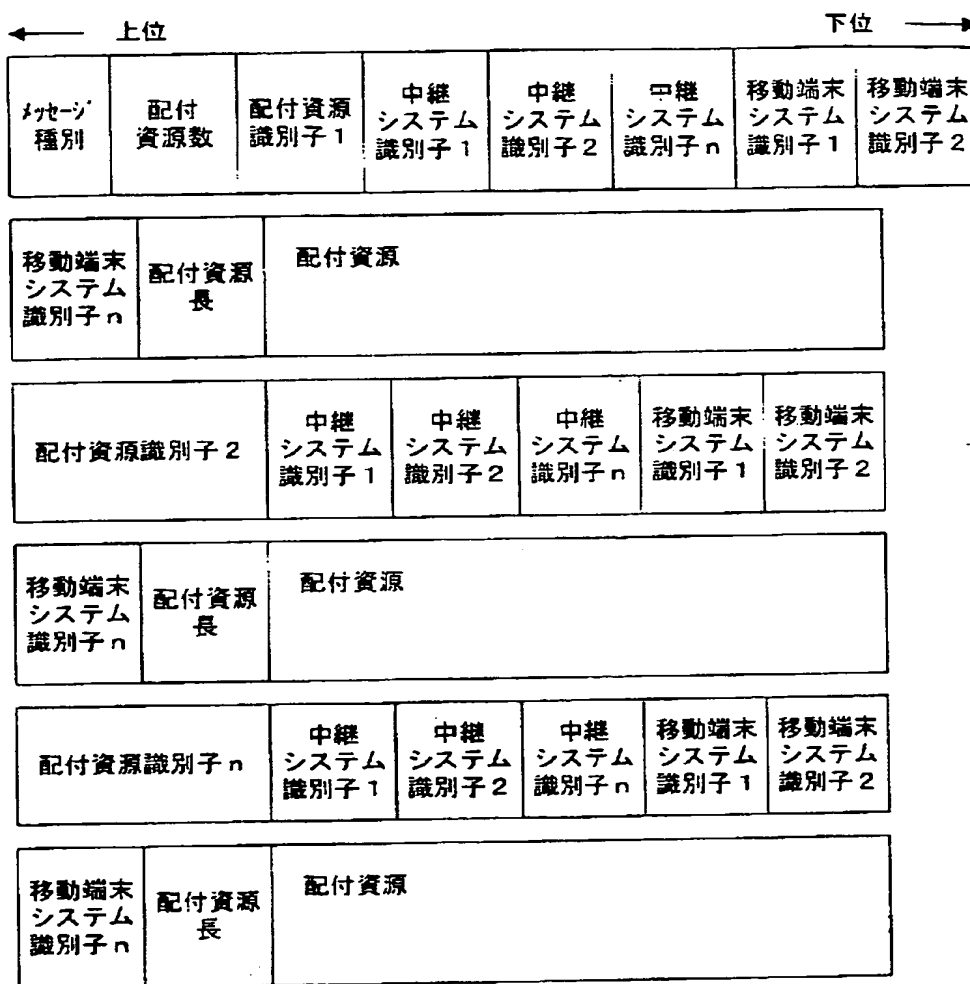 上位
下位
メッセージ
種別
配付
資源数
配付資源
識別子1
中継
システム
識別子1
中継
システム
識別子2
中継
システム
識別子n
移動端末
システム
識別子1
移動端末
システム
識別子2
移動端末
システム
識別子n
配付資源
長
配付資源
配付資源識別子2
中継
システム
識別子1
中継
システム
識別子2
中継
システム
識別子n
移動端末
システム
識別子1
移動端末
システム
識別子2
移動端末
システム
識別子n
配付資源
長
配付資源
配付資源識別子n
中継
システム
識別子1
中継
システム
識別子2
中継
システム
識別子n
移動端末
システム
識別子1
移動端末
システム
識別子2
移動端末
システム
識別子n
配付資源
長
配付資源